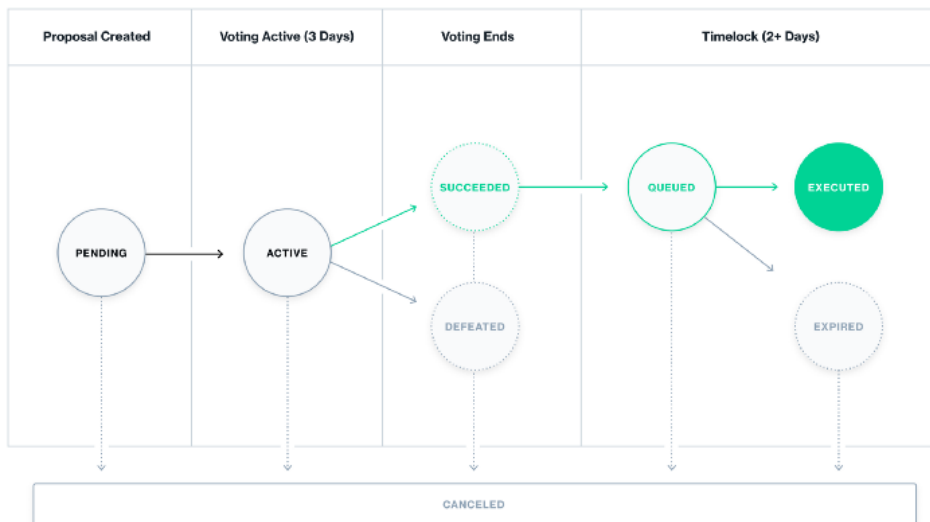 Proposal Created
Voting Active (3 Days)
Voting Ends
Timelock (2+ Days)
SUCCEEDED
QUEUED
EXECUTED
PENDING
ACTIVE
DEFEATED
EXPIRED
CANCELED